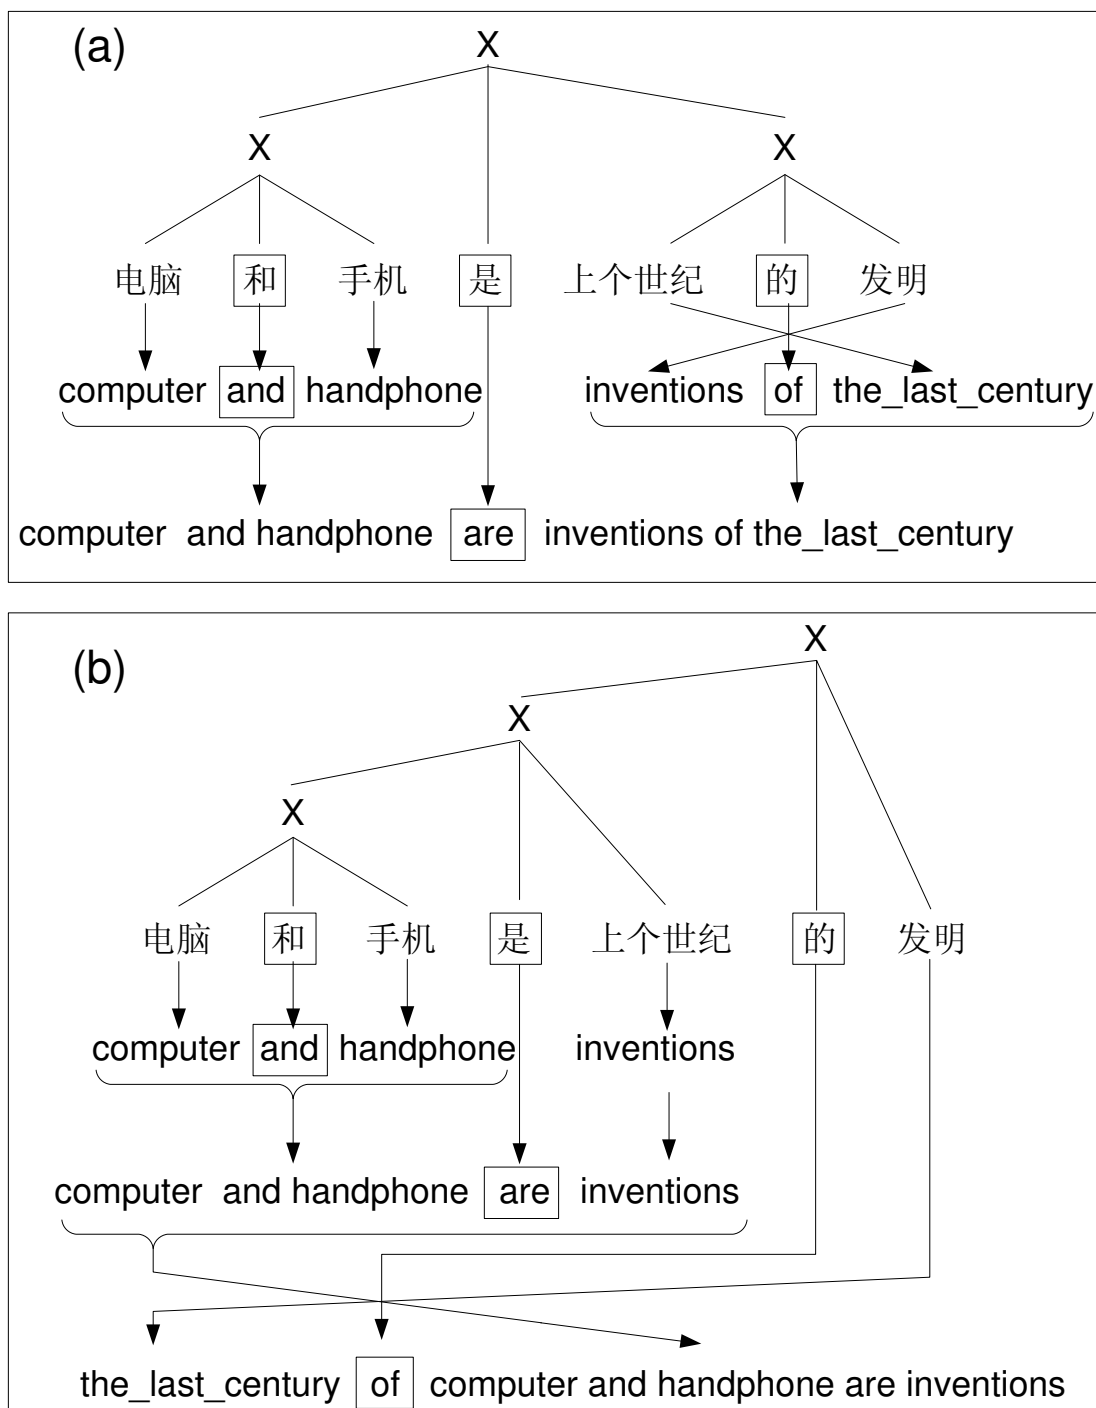 (a)
X
X X
电脑 和 手机 是 上个世纪 的 发明
computer and handphone inventions of the_last_century
computer and handphone are inventions of the_last_century
(b)
X
X
X
电脑 和 手机 是 上个世纪 的 发明
computer and handphone inventions
computer and handphone are inventions
the_last_century of computer and handphone are inventions